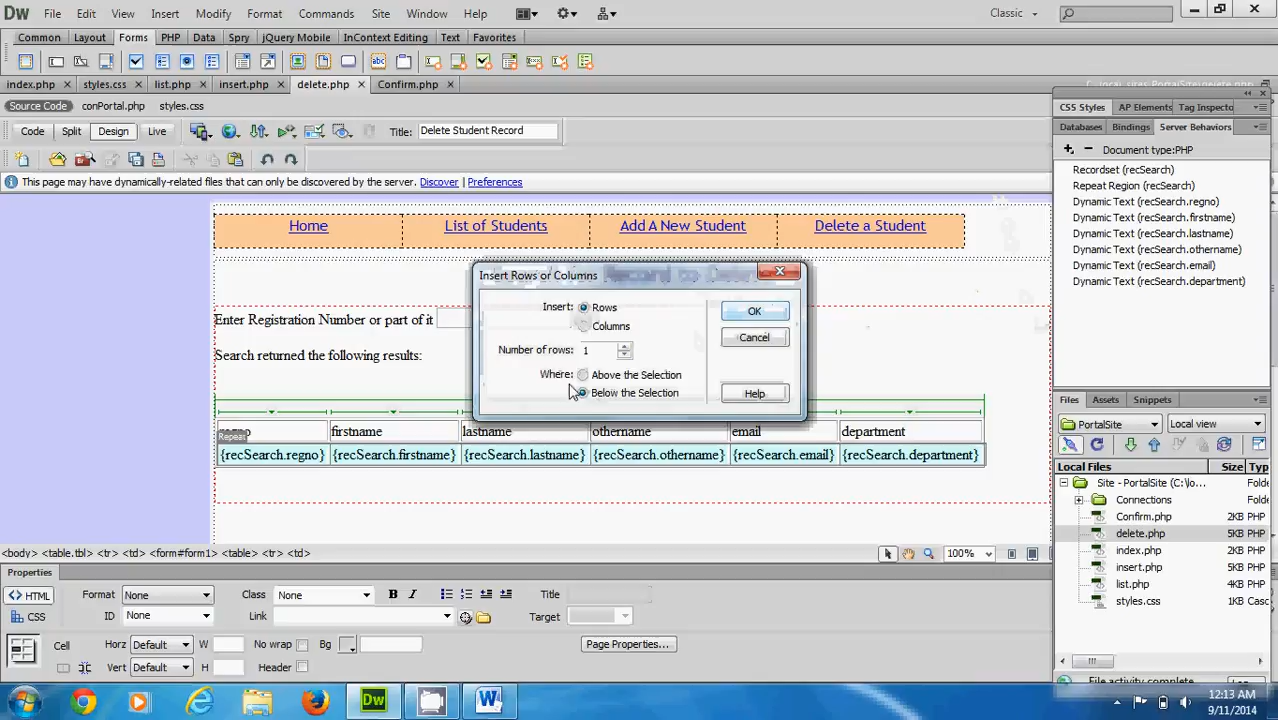 Dw File Edit View Insert Modify Format Commands Site Window Help Classic
Common Layout Forms PHP Data Spry jQuery Mobile InContext Editing Text Favorites
index.php × styles.css × list.php × insert.php × delete.php × Confirm.php ×
Source Code conPortal.php styles.css
Code Split Design Live Title: Delete Student Record
This page may have dynamically-related files that can only be discovered by the server. Discover | Preferences
Home List of Students Add A New Student Delete a Student
Enter Registration Number or part of it
Search returned the following results:
Insert Rows or Columns
Insert: Rows
Columns
Number of rows: 1
Where: Above the Selection
Below the Selection
OK
Cancel
Help
Repeat
firstname lastname othername email department
{recSearch.regno} {recSearch.firstname} {recSearch.lastname} {recSearch.othername} {recSearch.email} {recSearch.department}
CSS Styles AP Elements Tag Inspecto
Databases Bindings Server Behaviors
Document type:PHP
Recordset (recSearch)
Repeat Region (recSearch)
Dynamic Text (recSearch.regno)
Dynamic Text (recSearch.firstname)
Dynamic Text (recSearch.lastname)
Dynamic Text (recSearch.othername)
Dynamic Text (recSearch.email)
Dynamic Text (recSearch.department)
Files Assets Snippets
PortalSite Local view
Local Files Size Typ
Site - PortalSite (C:\lo... Folde
Connections Folde
Confirm.php 2KB PHP
delete.php 5KB PHP
index.php 2KB PHP
insert.php 5KB PHP
list.php 4KB PHP
styles.css 1KB Casc
File activity complete.
<body> <table.tbl> <tr> <td> <form#form1> <table> <tr> <td> 100%
Properties
HTML Format None Class None B I Title
CSS ID None Link Target
Cell Horz Default W No wrap Bg Page Properties...
Vert Default H Header
12:13 AM
9/11/2014